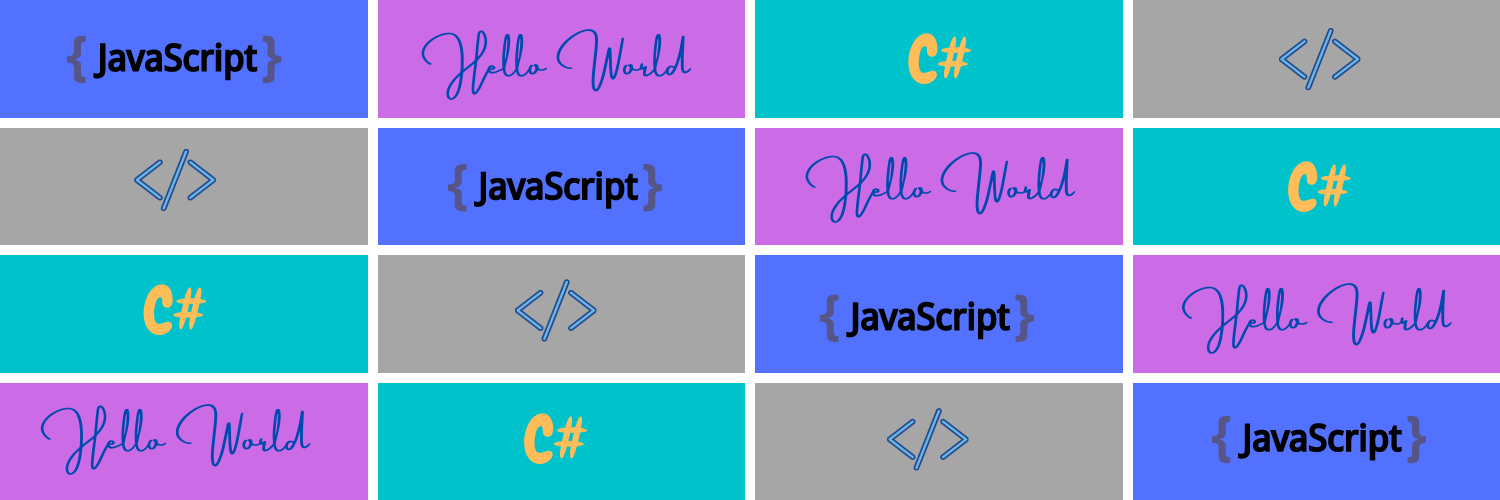 { JavaScript }
Hello World
C#
</>
</>
{ JavaScript }
Hello World
C#
C#
</>
{ JavaScript }
Hello World
Hello World
C#
</>
{ JavaScript }